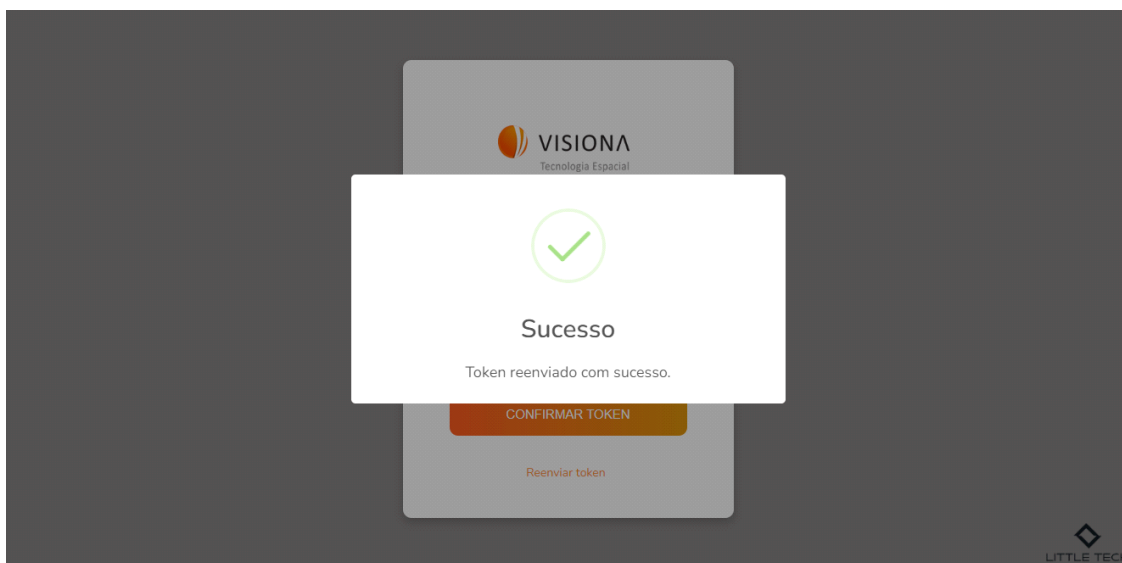 VISIONA
Tecnologia Espacial
Sucesso
Token reenviado com sucesso.
CONFIRMAR TOKEN
Reenviar token
LITTLE TEC